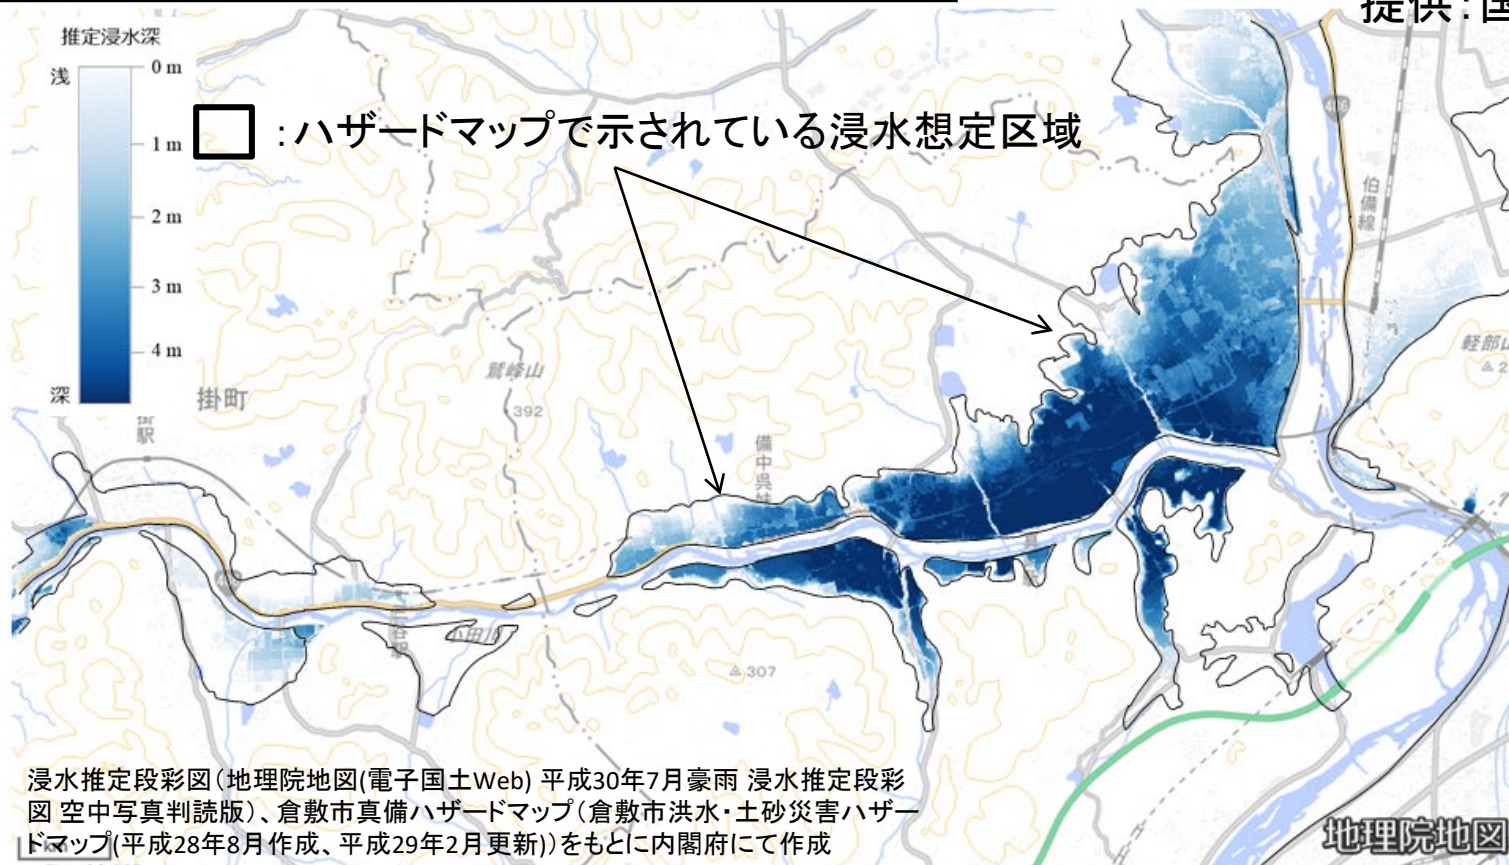 提供：国
推定浸水深
浅
0 m
1 m
2 m
3 m
4 m
深
：ハザードマップで示されている浸水想定区域
486
伯備線
軽部山
鷲峰山
392
掛町
備中呉妹
小田川
307
浸水推定段彩図（地理院地図(電子国土Web) 平成30年7月豪雨 浸水推定段彩
図 空中写真判読版）、倉敷市真備ハザードマップ（倉敷市洪水・土砂災害ハザー
ドマップ(平成28年8月作成、平成29年2月更新)）をもとに内閣府にて作成
地理院地図